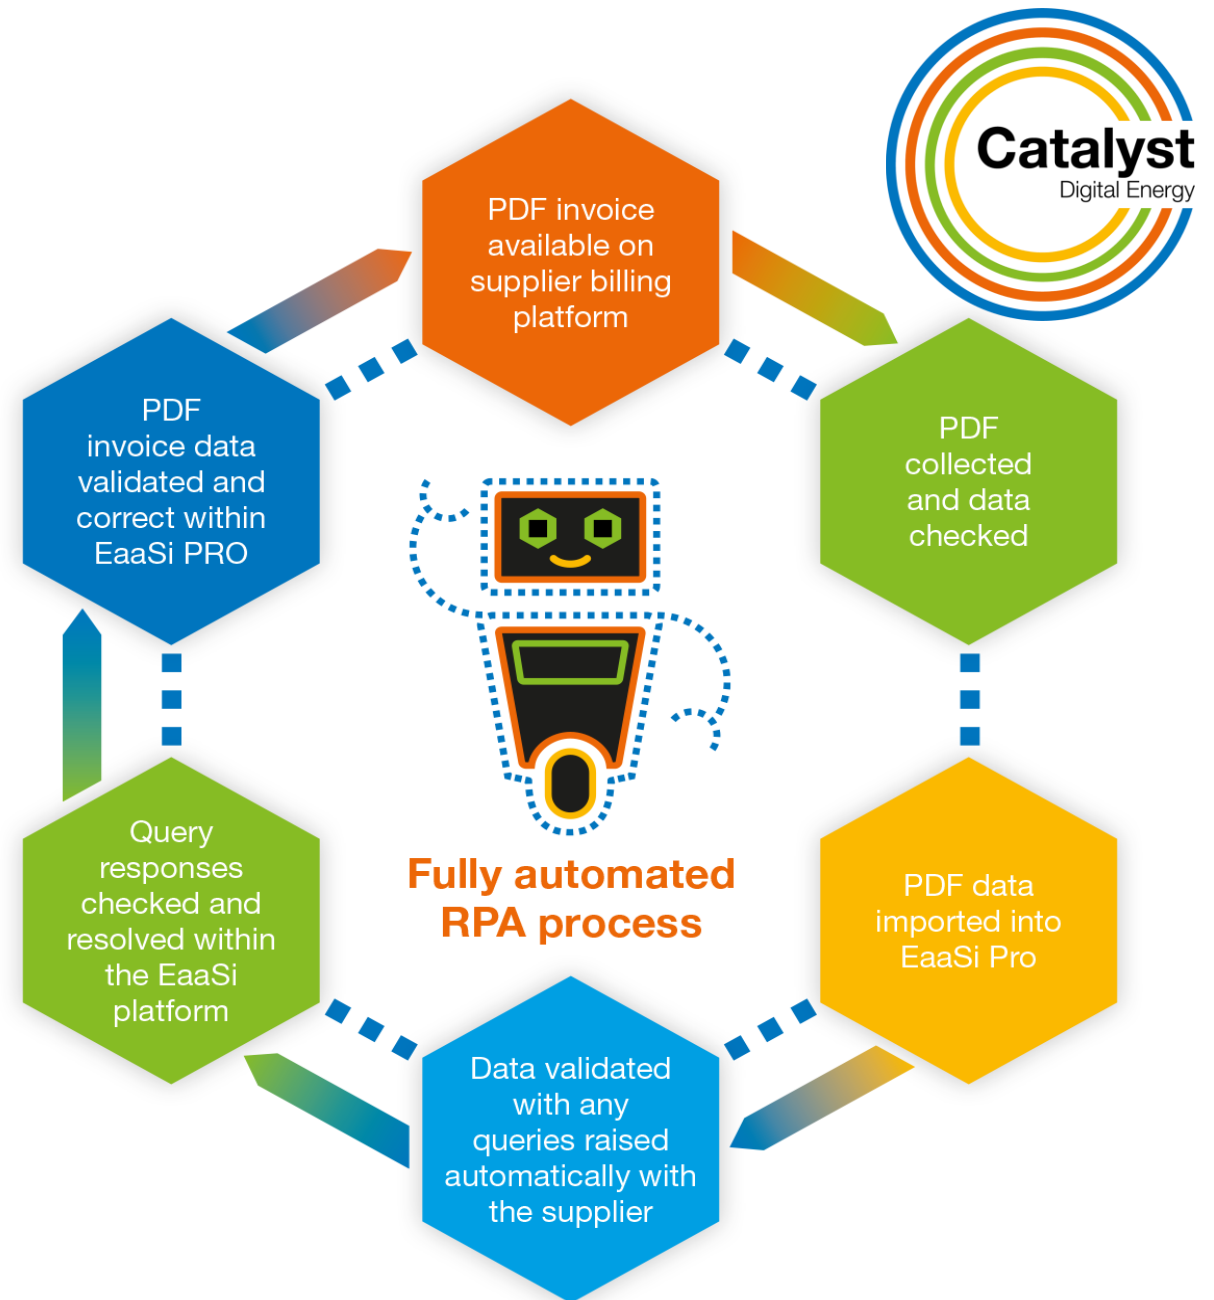 Catalyst
Digital Energy
PDF invoice
available on
supplier billing
platform
PDF
collected
and data
checked
PDF data
imported into
EaaSi Pro
Data validated
with any
queries raised
automatically with
the supplier
Query
responses
checked and
resolved within
the EaaSi
platform
PDF
invoice data
validated and
correct within
EaaSi PRO
Fully automated
RPA process